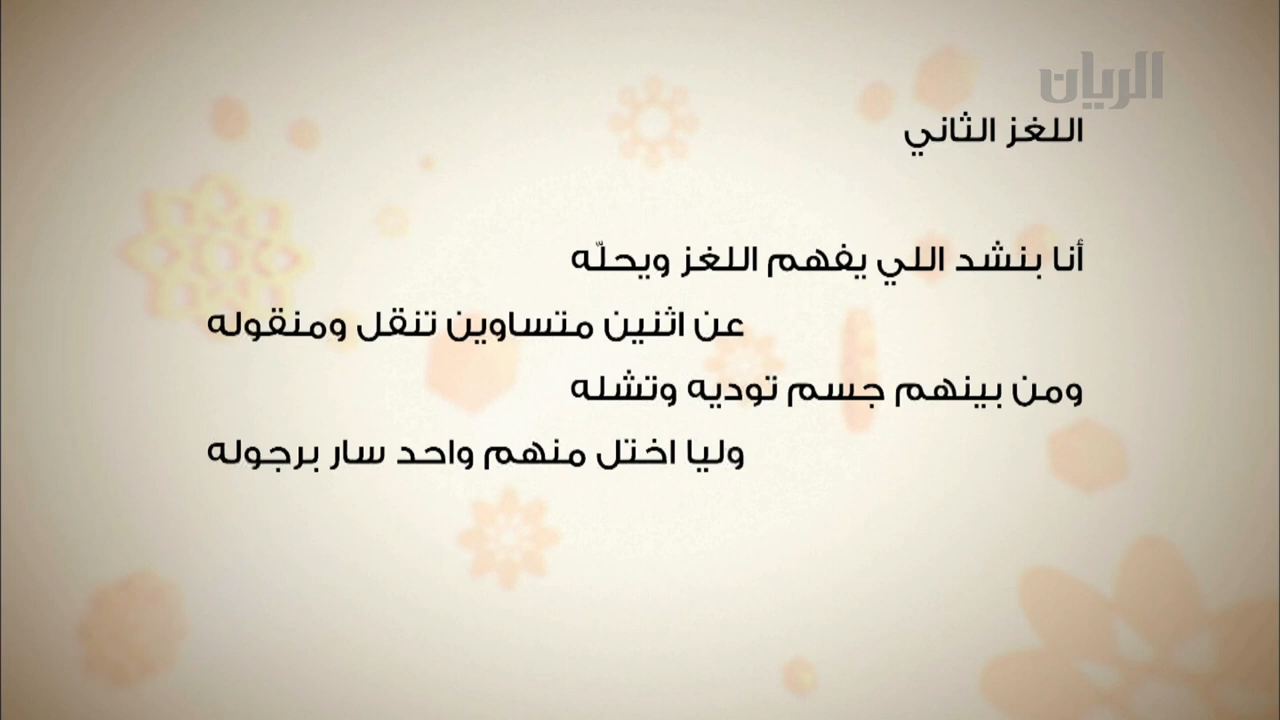 الريان
اللغز الثاني
أنا بنشد اللي يفهم اللغز ويحلّه
عن اثنين متساوين تنقل ومنقوله
ومن بينهم جسم توديه وتشله
وليا اختل منهم واحد سار برجوله